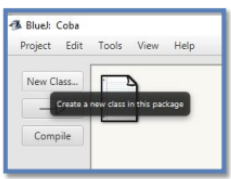 BlueJ: Coba
Project Edit Tools View Help
New Class...
Create a new class in this package
Compile